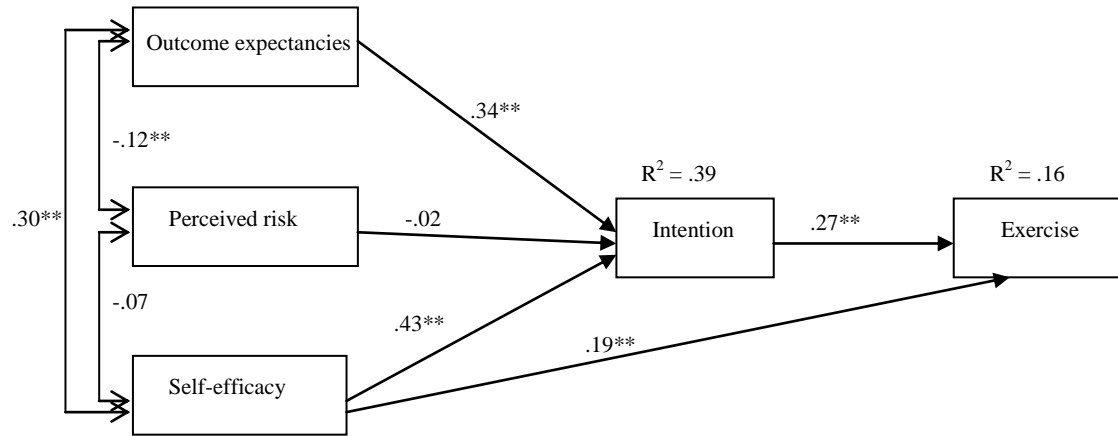 Outcome expectancies
.34**
-.12**
R² = .39
R² = .16
.30**
Perceived risk
-.02
Intention
.27**
Exercise
-.07
.43**
.19**
Self-efficacy